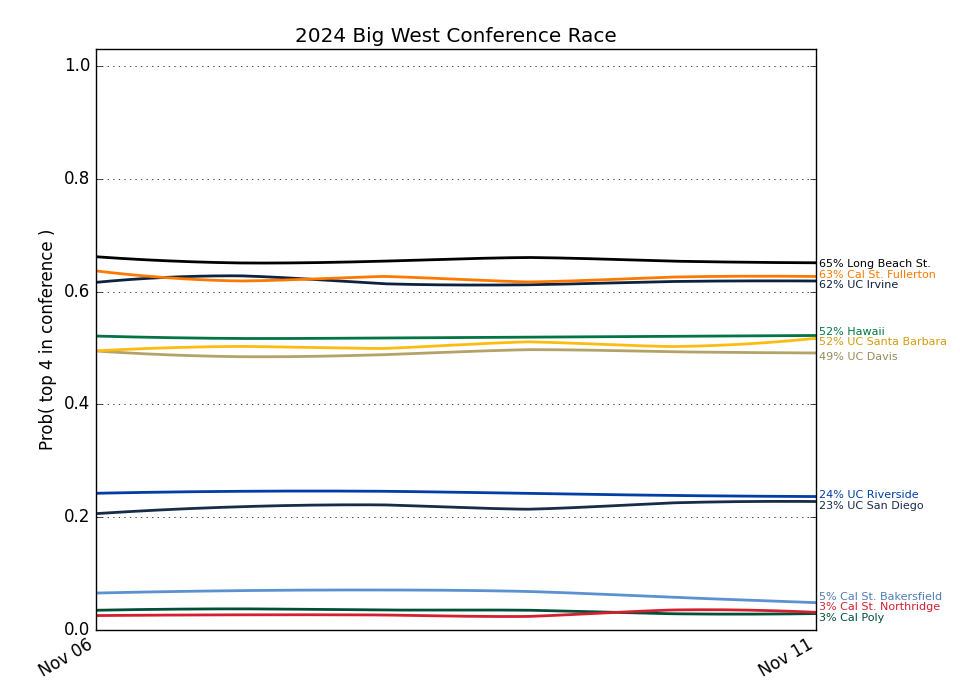 2024 Big West Conference Race
Prob( top 4 in conference )
1.0
0.8
0.6
0.4
0.2
0.0
Nov 06
Nov 11
65% Long Beach St.
63% Cal St. Fullerton
62% UC Irvine
52% Hawaii
52% UC Santa Barbara
49% UC Davis
24% UC Riverside
23% UC San Diego
5% Cal St. Bakersfield
3% Cal St. Northridge
3% Cal Poly